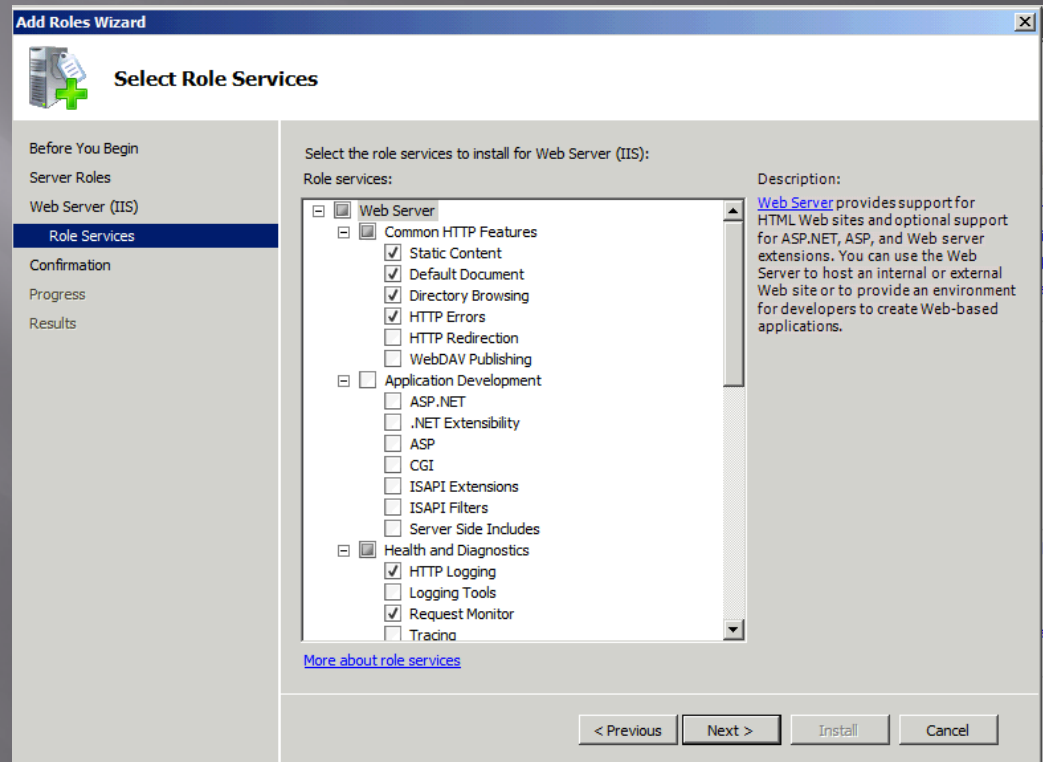 Add Roles Wizard
Select Role Services
Before You Begin
Server Roles
Web Server (IIS)
Role Services
Confirmation
Progress
Results
Select the role services to install for Web Server (IIS):
Role services:
Web Server
Common HTTP Features
Static Content
Default Document
Directory Browsing
HTTP Errors
HTTP Redirection
WebDAV Publishing
Application Development
ASP.NET
.NET Extensibility
ASP
CGI
ISAPI Extensions
ISAPI Filters
Server Side Includes
Health and Diagnostics
HTTP Logging
Logging Tools
Request Monitor
Tracing
More about role services
Description:
Web Server provides support for
HTML Web sites and optional support
for ASP.NET, ASP, and Web server
extensions. You can use the Web
Server to host an internal or external
Web site or to provide an environment
for developers to create Web-based
applications.
< Previous
Next >
Install
Cancel